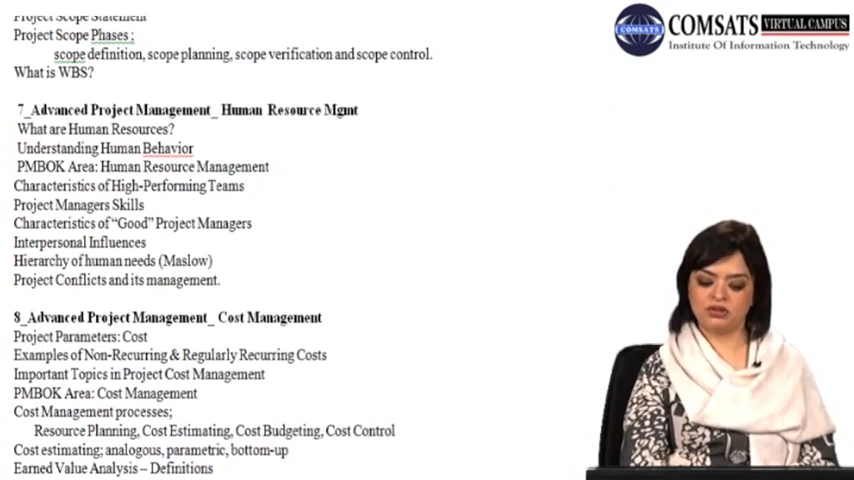 Project Scope Statement
Project Scope Phases ;
scope definition, scope planning, scope verification and scope control.
What is WBS?
7_Advanced Project Management_ Human Resource Mgmt
What are Human Resources?
Understanding Human Behavior
PMBOK Area: Human Resource Management
Characteristics of High-Performing Teams
Project Managers Skills
Characteristics of “Good” Project Managers
Interpersonal Influences
Hierarchy of human needs (Maslow)
Project Conflicts and its management.
8_Advanced Project Management_ Cost Management
Project Parameters: Cost
Examples of Non-Recurring & Regularly Recurring Costs
Important Topics in Project Cost Management
PMBOK Area: Cost Management
Cost Management processes;
Resource Planning, Cost Estimating, Cost Budgeting, Cost Control
Cost estimating; analogous, parametric, bottom-up
Earned Value Analysis – Definitions
COMSATS
COMSATS VIRTUAL CAMPUS
Institute Of Information Technology